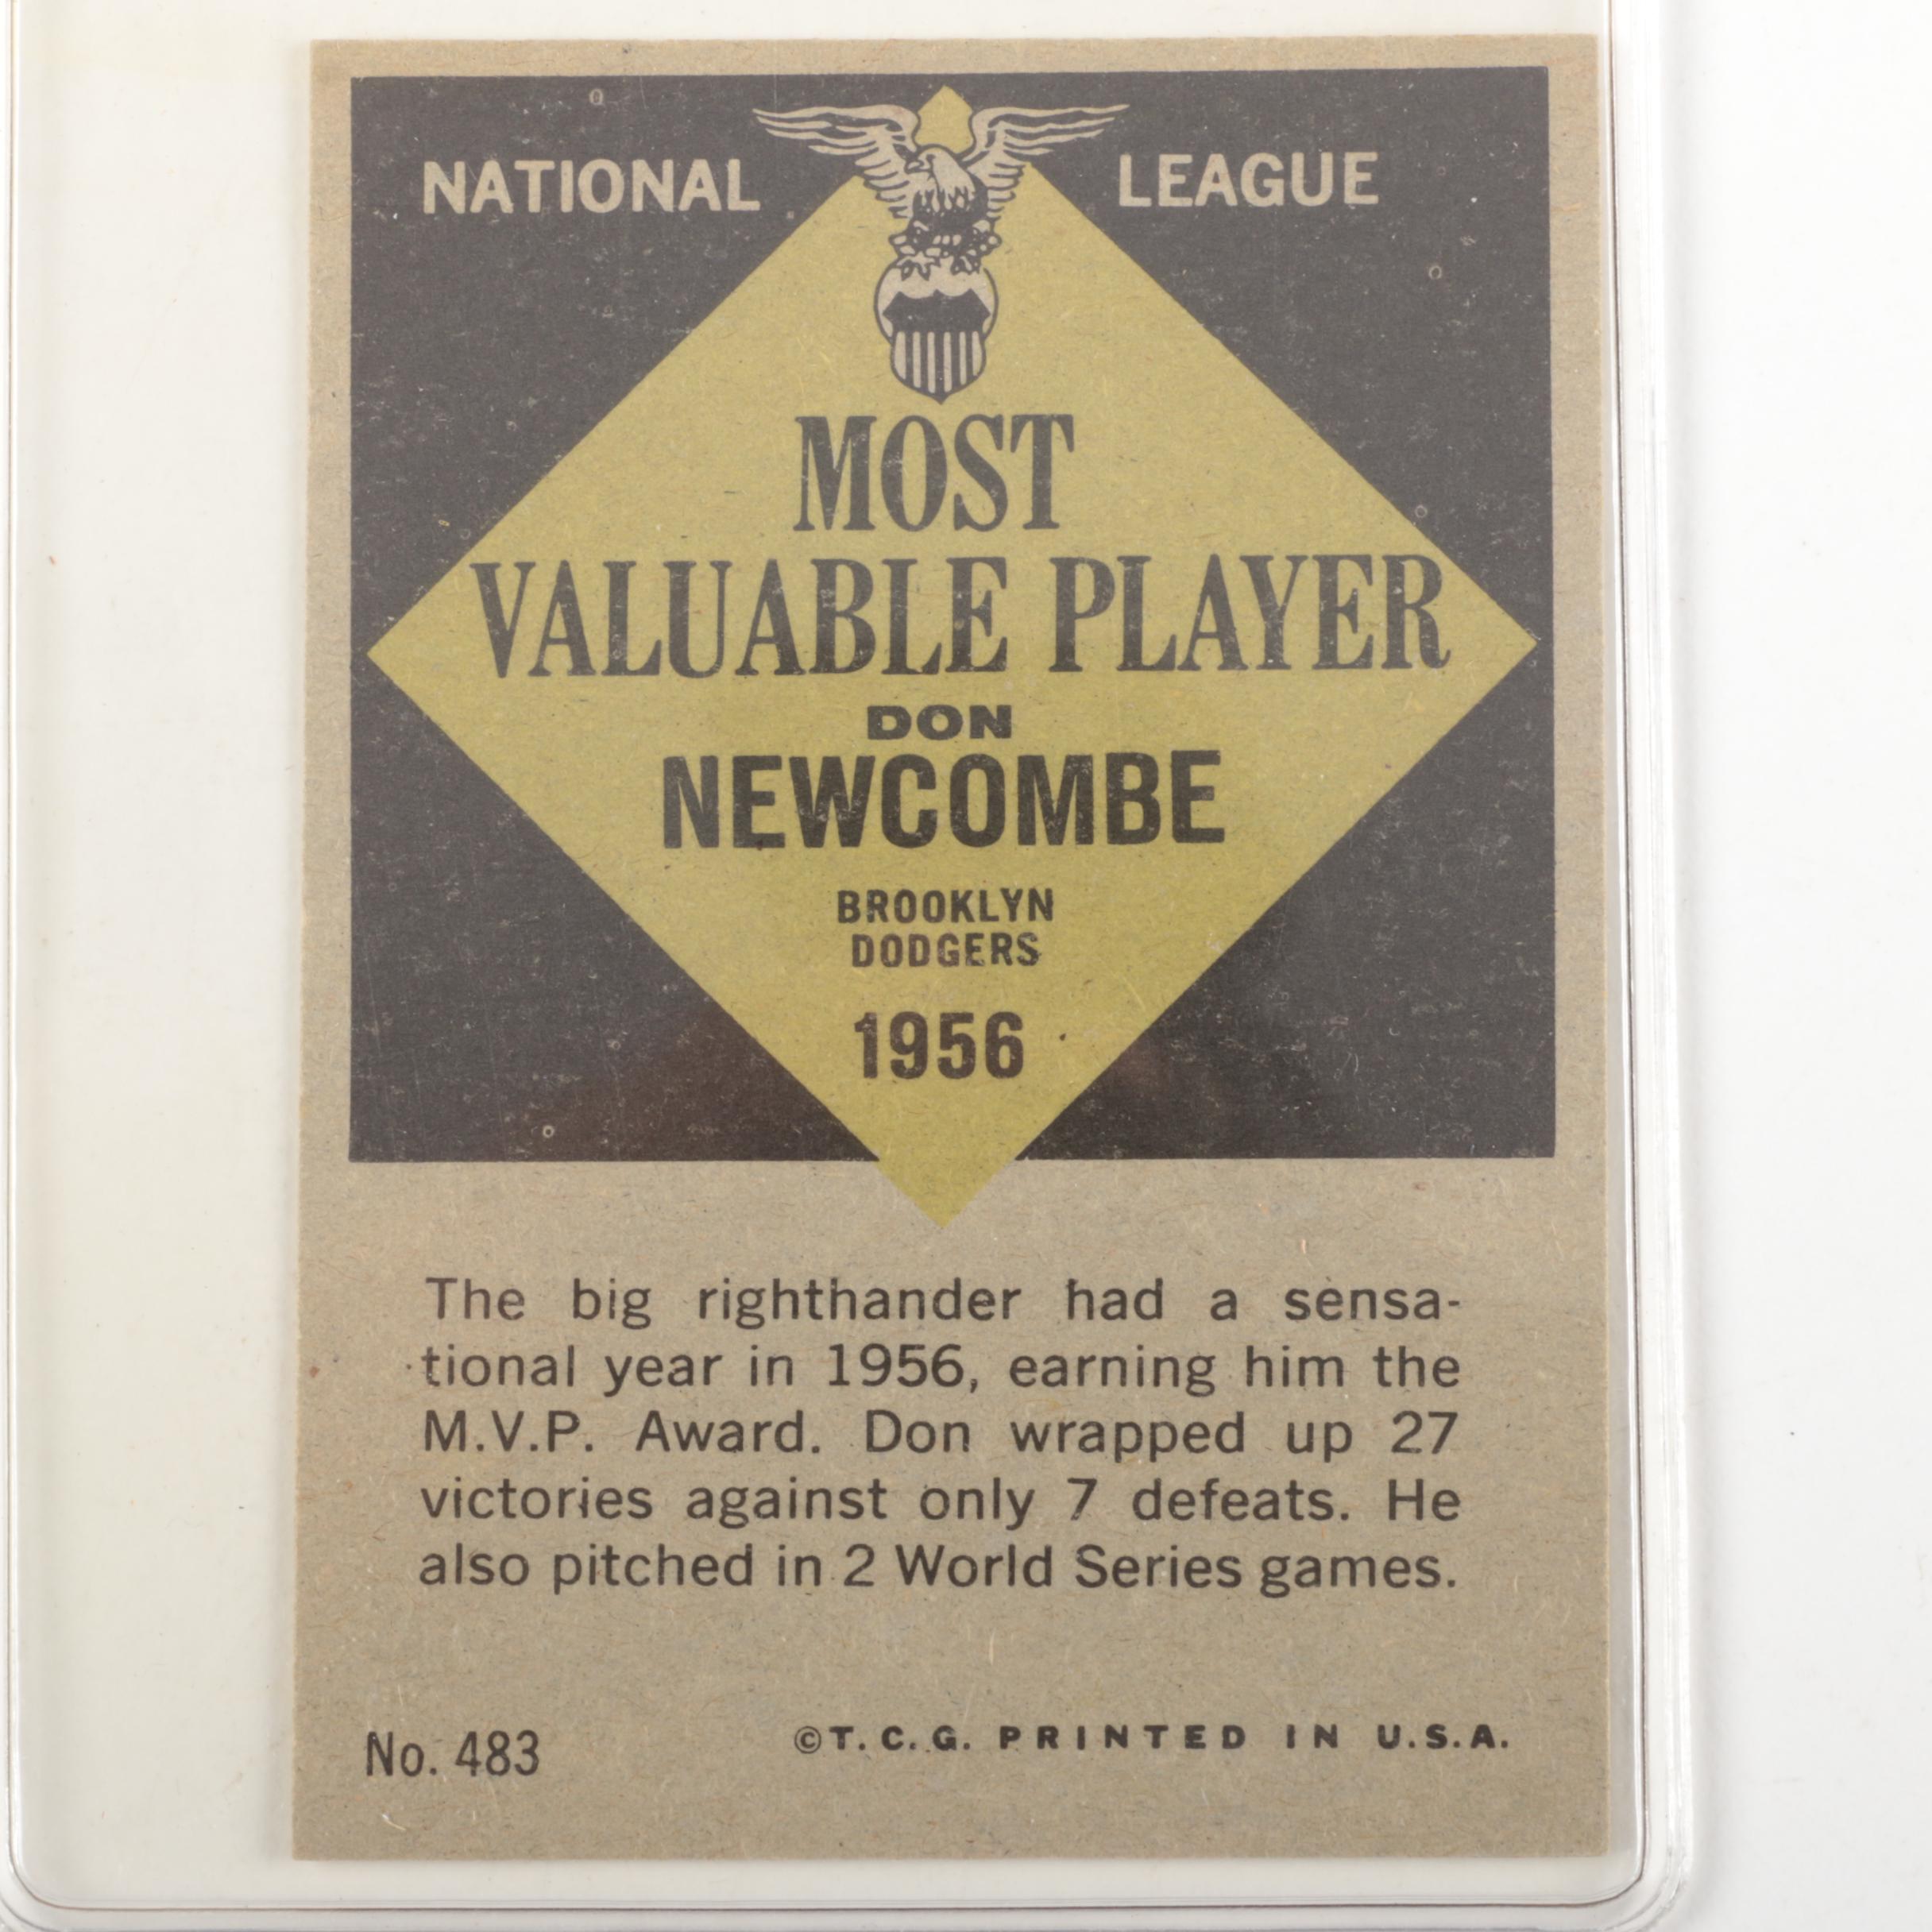 NATIONAL LEAGUE
MOST
VALUABLE PLAYER
DON
NEWCOMBE
BROOKLYN
DODGERS
1956
The big righthander had a sensa-
tional year in 1956, earning him the
M.V.P. Award. Don wrapped up 27
victories against only 7 defeats. He
also pitched in 2 World Series games.
No. 483
©T.C.G. PRINTED IN U.S.A.